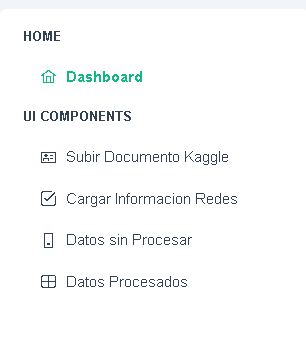 HOME
Dashboard
UI COMPONENTS
Subir Documento Kaggle
Cargar Informacion Redes
Datos sin Procesar
Datos Procesados